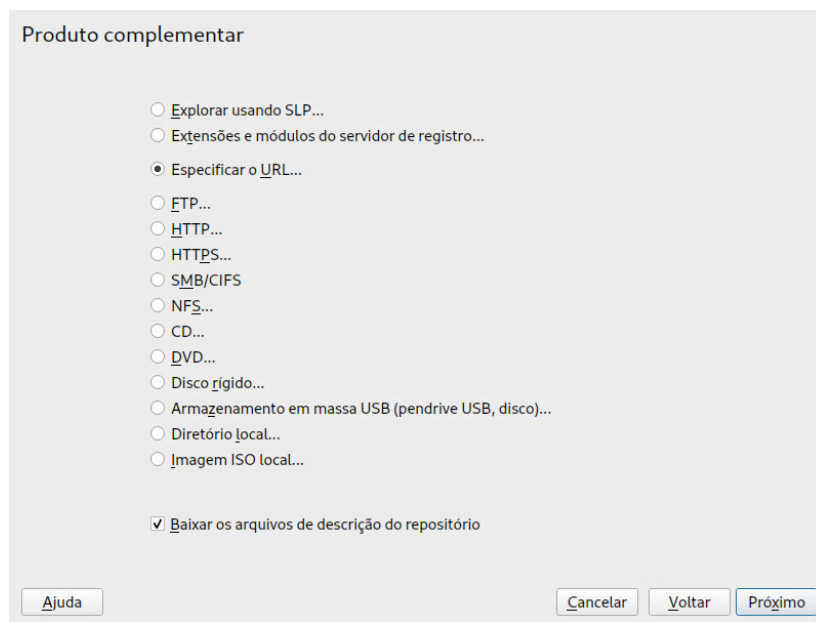 Produto complementar
Explorar usando SLP...
Extensões e módulos do servidor de registro...
Especificar o URL...
FTP...
HTTP...
HTTPS...
SMB/CIFS
NFS...
CD...
DVD...
Disco rígido...
Armazenamento em massa USB (pendrive USB, disco)...
Diretório local...
Imagem ISO local...
Baixar os arquivos de descrição do repositório
Ajuda Cancelar Voltar Próximo